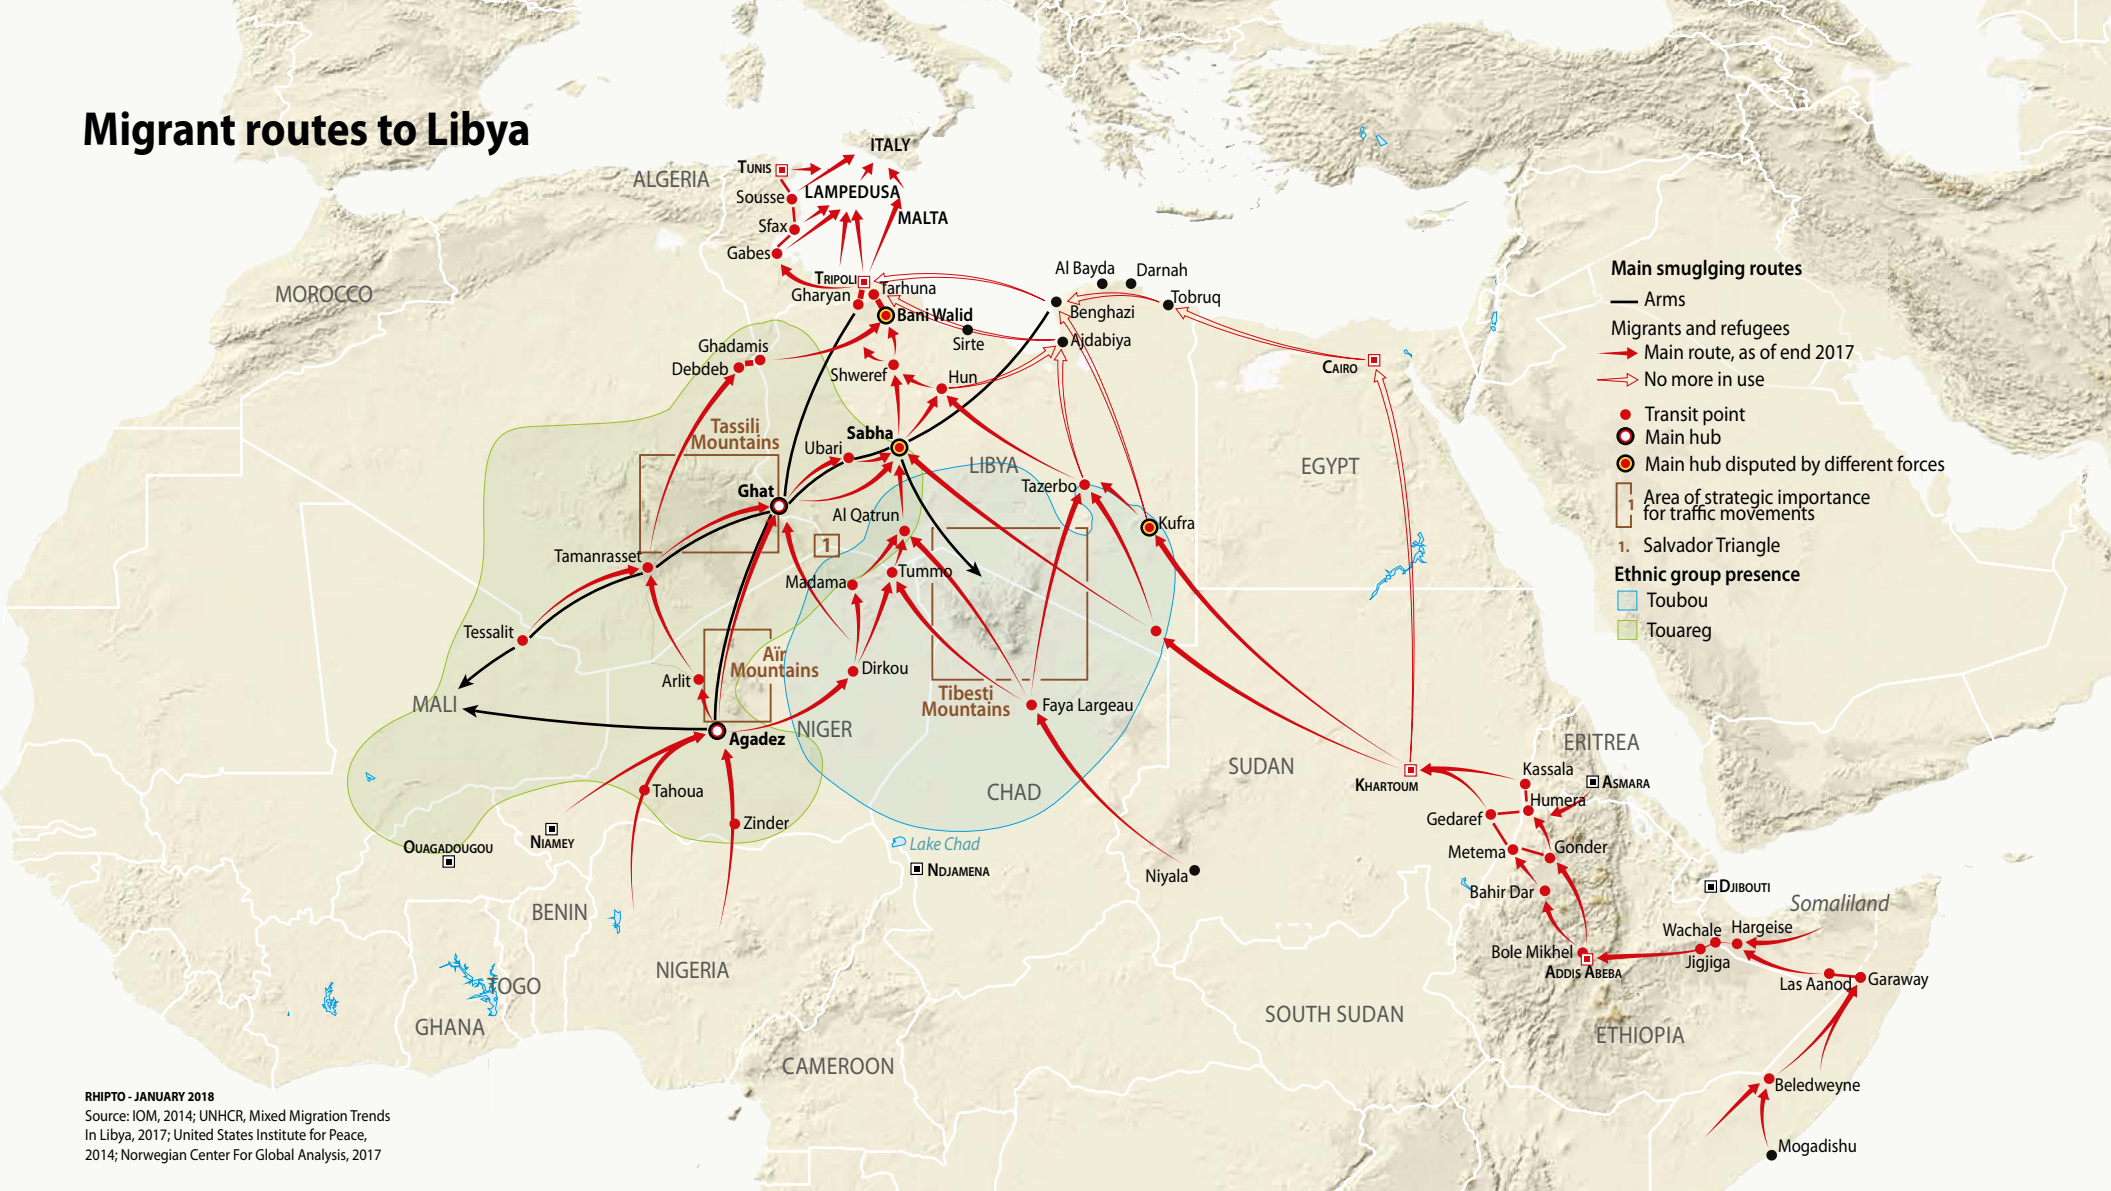 Migrant routes to Libya
ITALY
TUNIS
ALGERIA
LAMPEDUSA
Sousse
MALTA
Sfax
Gabes
Al Bayda
Darnah
MOROCCO
TRIPOLI
Tarhuna
Gharyan
Tobruq
Bani Walid
Benghazi
Sirte
Ajdabiya
Ghadamis
Debdeb
Shweref
Hun
CAIRO
Tassili
Mountains
Sabha
Ubari
LIBYA
EGYPT
Ghat
Tazerbo
Al Qatrun
Kufra
1
Tamanrasset
Madama
Tummo
Tessalit
Aïr
Mountains
Dirkou
Arlit
Tibesti
Mountains
Faya Largeau
MALI
NIGER
Agadez
ERITREA
SUDAN
Kassala
KHARTOUM
ASMARA
CHAD
Tahoua
Humera
Gedaref
Zinder
NIAMEY
Lake Chad
OUAGADOUGOU
Metema
Gonder
NDJAMENA
Niyala
DJIBOUTI
Bahir Dar
Somaliland
BENIN
Wachale
Hargeise
Bole Mikhel
Jigjiga
ADDIS ABEBA
NIGERIA
Las Aanod
Garaway
TOGO
SOUTH SUDAN
GHANA
ETHIOPIA
CAMEROON
Beledweyne
Mogadishu
Main smuglging routes
Arms
Migrants and refugees
Main route, as of end 2017
No more in use
Transit point
Main hub
Main hub disputed by different forces
1
Area of strategic importance
for traffic movements
1. Salvador Triangle
Ethnic group presence
Toubou
Touareg
RHIPTO - JANUARY 2018
Source: IOM, 2014; UNHCR, Mixed Migration Trends
In Libya, 2017; United States Institute for Peace,
2014; Norwegian Center For Global Analysis, 2017